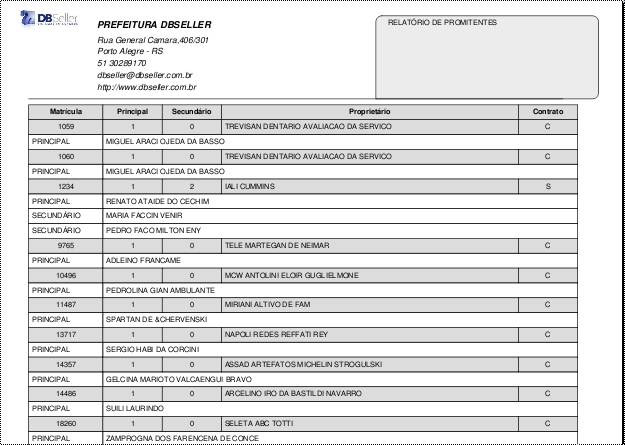 DBSeller
PREFEITURA DBSELLER
Rua General Camara,406/301
Porto Alegre - RS
51 30289170
dbseller@dbseller.com.br
http://www.dbseller.com.br
RELATÓRIO DE PROMITENTES
Matrícula Principal Secundário Proprietário Contrato
1059 1 0 TREVISAN DENTARIO AVALIACAO DA SERVICO C
PRINCIPAL MIGUEL ARACI OJEDA DA BASSO
1060 1 0 TREVISAN DENTARIO AVALIACAO DA SERVICO C
PRINCIPAL MIGUEL ARACI OJEDA DA BASSO
1234 1 2 IALI CUMMINS S
PRINCIPAL RENATO ATAIDE DO CECHIM
SECUNDÁRIO MARIA FACCIN VENIR
SECUNDÁRIO PEDRO FACO MILTON ENY
9765 1 0 TELE MARTEGAN DE NEIMAR C
PRINCIPAL ADLEINO FRANCAME
10496 1 0 MCW ANTOLINI ELOIR GUGLIELMONE C
PRINCIPAL PEDROLINA GIAN AMBULANTE
11487 1 0 MIRIANI ALTIVO DE FAM C
PRINCIPAL SPARTAN DE &CHERVENSKI
13717 1 0 NAPOLI REDES REFFATI REY C
PRINCIPAL SERGIO HABI DA CORCINI
14357 1 0 ASSAD ARTEFATOS MICHELIN STROGULSKI C
PRINCIPAL GELCINA MARIOTO VALCAENGUI BRAVO
14486 1 0 ARCELINO IRO DA BASTILDI NAVARRO C
PRINCIPAL SUILI LAURINDO
18260 1 0 SELETA ABC TOTTI C
PRINCIPAL ZAMPROGNA DOS FARENCENA DE CONCE